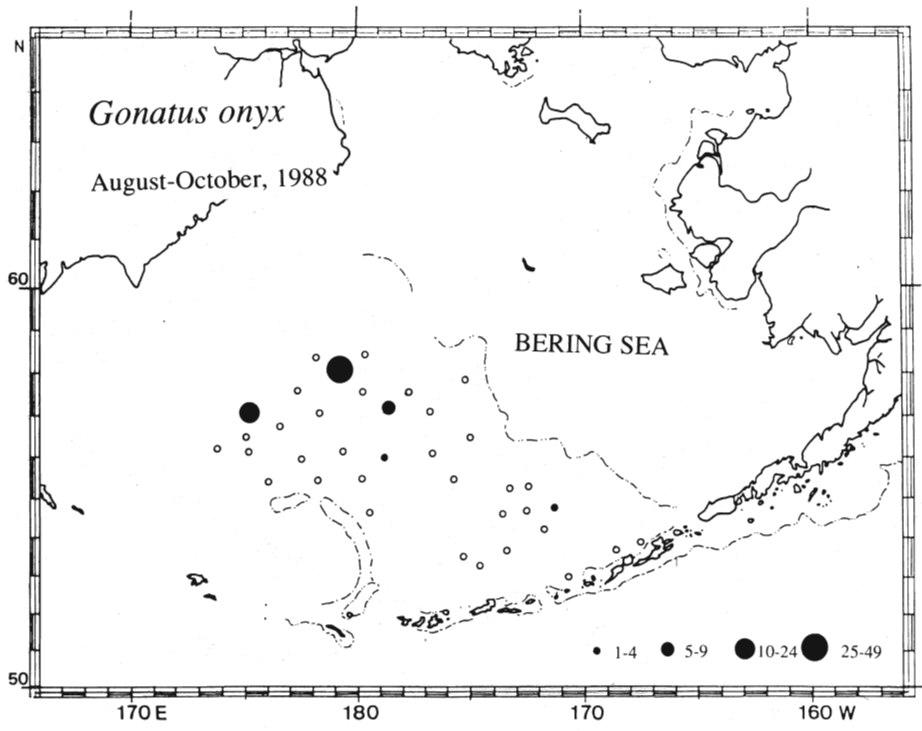 N
Gonatus onyx
August-October, 1988
60
BERING SEA
1-4 5-9 10-24 25-49
50
170 E 180 170 160 W